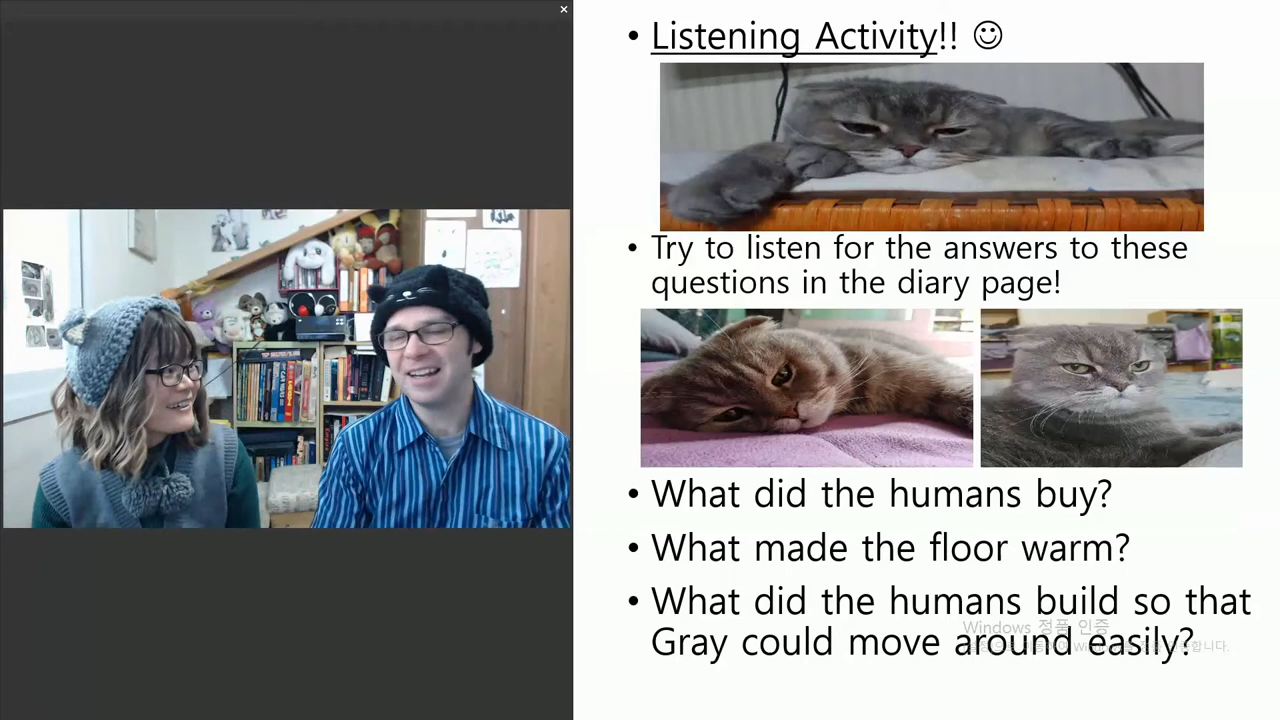 • Listening Activity!! ☺
• Try to listen for the answers to these
questions in the diary page!
• What did the humans buy?
• What made the floor warm?
• What did the humans build so that
Gray could move around easily?
Windows 정품 인증